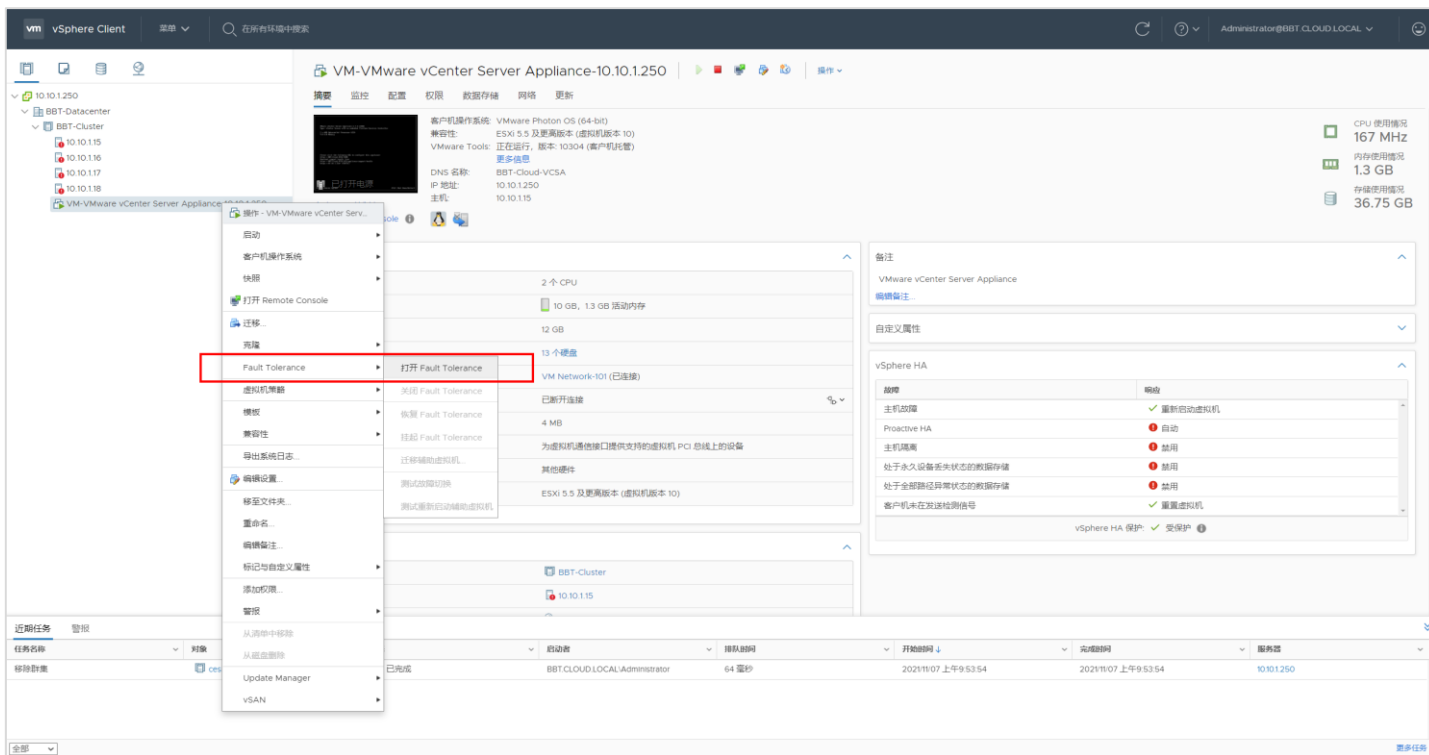 vm vSphere Client 菜单 在所有环境中搜索 Administrator@BBT.CLOUD.LOCAL
10.10.1.250
BBT-Datacenter
BBT-Cluster
10.10.1.15
10.10.1.16
10.10.1.17
10.10.1.18
VM-VMware vCenter Server Appliance-10.10.1.250
VM-VMware vCenter Server Appliance-10.10.1.250 操作
摘要 监控 配置 权限 数据存储 网络 更新
已打开电源
客户机操作系统: VMware Photon OS (64-bit)
兼容性: ESXi 5.5 及更高版本 (虚拟机版本 10)
VMware Tools: 正在运行，版本: 10304 (客户机托管)
更多信息
DNS 名称: BBT-Cloud-VCSA
IP 地址: 10.10.1.250
主机: 10.10.1.15
CPU 使用情况
167 MHz
内存使用情况
1.3 GB
存储使用情况
36.75 GB
操作 - VM-VMware vCenter Serv...
启动
客户机操作系统
快照
打开 Remote Console
迁移...
克隆
Fault Tolerance
虚拟机策略
模板
兼容性
导出系统日志...
编辑设置...
移至文件夹...
重命名...
编辑备注...
标记与自定义属性
添加权限...
警报
从清单中移除
从磁盘删除
Update Manager
vSAN
打开 Fault Tolerance
关闭 Fault Tolerance
恢复 Fault Tolerance
挂起 Fault Tolerance
迁移辅助虚拟机...
测试故障切换
测试重新启动辅助虚拟机
2 个 CPU
10 GB，1.3 GB 活动内存
12 GB
13 个硬盘
VM Network-101 (已连接)
已断开连接
4 MB
为虚拟机通信接口提供支持的虚拟机 PCI 总线上的设备
其他硬件
ESXi 5.5 及更高版本 (虚拟机版本 10)
BBT-Cluster
10.10.1.15
备注
VMware vCenter Server Appliance
编辑备注...
自定义属性
vSphere HA
故障 响应
主机故障 重新启动虚拟机
Proactive HA 自动
主机隔离 禁用
处于永久设备丢失状态的数据存储 禁用
处于全部路径异常状态的数据存储 禁用
客户机未在发送检测信号 重置虚拟机
vSphere HA 保护: 受保护
近期任务 警报
任务名称 对象 启动者 排队时间 开始时间 完成时间 服务器
移除群集 ces 已完成 BBT.CLOUD.LOCAL\Administrator 64 毫秒 2021/11/07 上午9:53:54 2021/11/07 上午9:53:54 10.10.1.250
全部 更多任务